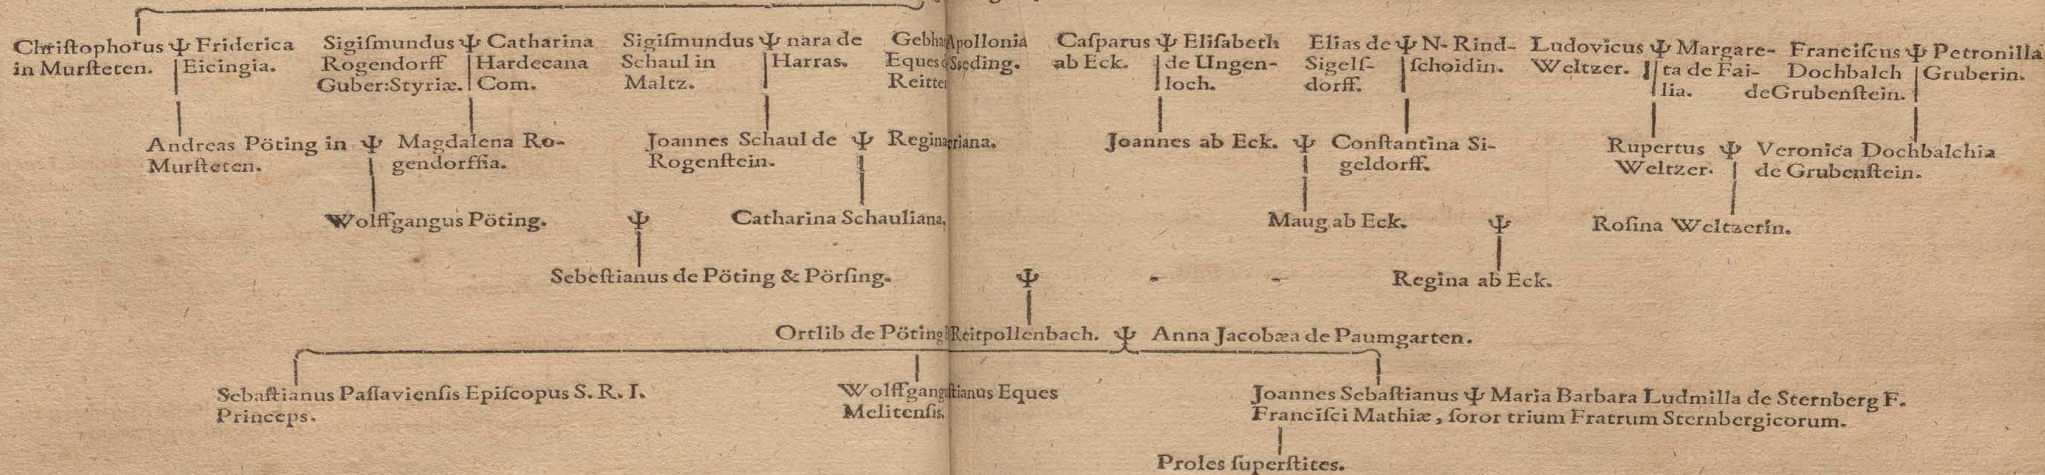 Chriſtophorus Ψ Friderica
in Murſteten. Eicingia.
Sigiſmundus Ψ Catharina
Rogendorff Hardecana
Guber:Styriæ. Com.
Sigiſmundus Ψ nara de
Schaul in Harras.
Maltz.
Apollonia
Eques Sseding.
Caſparus Ψ Eliſabeth
ab Eck. de Ungen-
loch.
Elias de Ψ N. Rind-
Sigelſ- ſchoidin.
dorff.
Ludovicus Ψ Margare-
Weltzer. ta de Fai-
lia.
Franciſcus Ψ Petronilla
Dochbalch Gruberin.
deGrubenſtein.
Andreas Pöting in Ψ Magdalena Ro-
Murſteten. gendorffia.
Joannes Schaul de Ψ Regina
Rogenſtein.
Joannes ab Eck. Ψ Conſtantina Si-
geldorff.
Rupertus Ψ Veronica Dochbalchia
Weltzer. de Grubenſtein.
Wolffgangus Pöting. Ψ Catharina Schauliana,
Maug ab Eck. Ψ Roſina Weltzerin.
Sebeſtianus de Pöting & Pörſing. Ψ - - Regina ab Eck.
Ortlib de Pöting Reitpollenbach. Ψ Anna Jacobæa de Paumgarten.
Sebaſtianus Paſſavienſis Epiſcopus S. R. I.
Princeps.
Wolffgang ſtianus Eques
Melitenſis.
Joannes Sebaſtianus Ψ Maria Barbara Ludmilla de Sternberg F.
Franciſci Mathiæ, ſoror trium Fratrum Sternbergicorum.
Proles ſuperſtites.